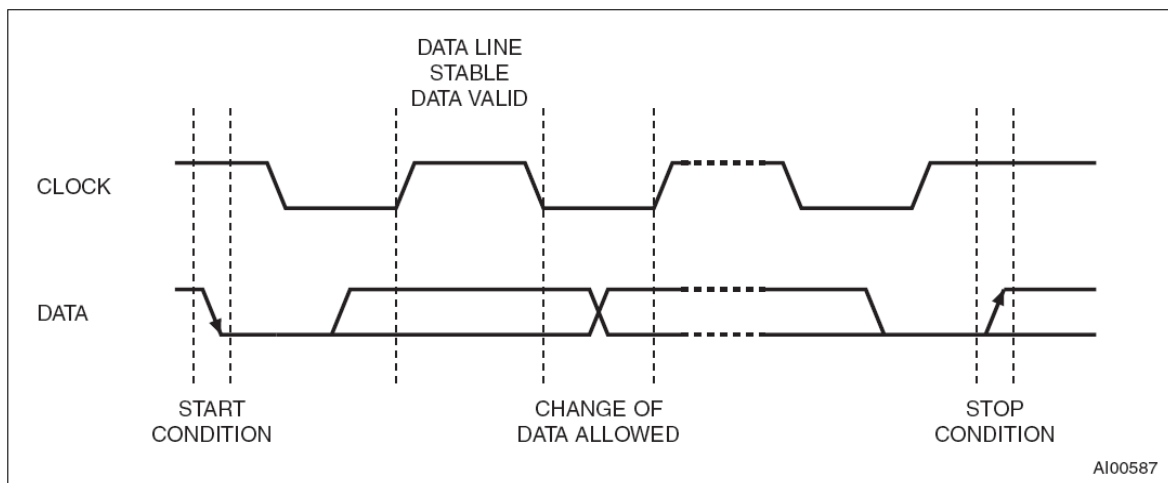 DATA LINE
STABLE
DATA VALID
CLOCK
DATA
START
CONDITION
CHANGE OF
DATA ALLOWED
STOP
CONDITION
AI00587